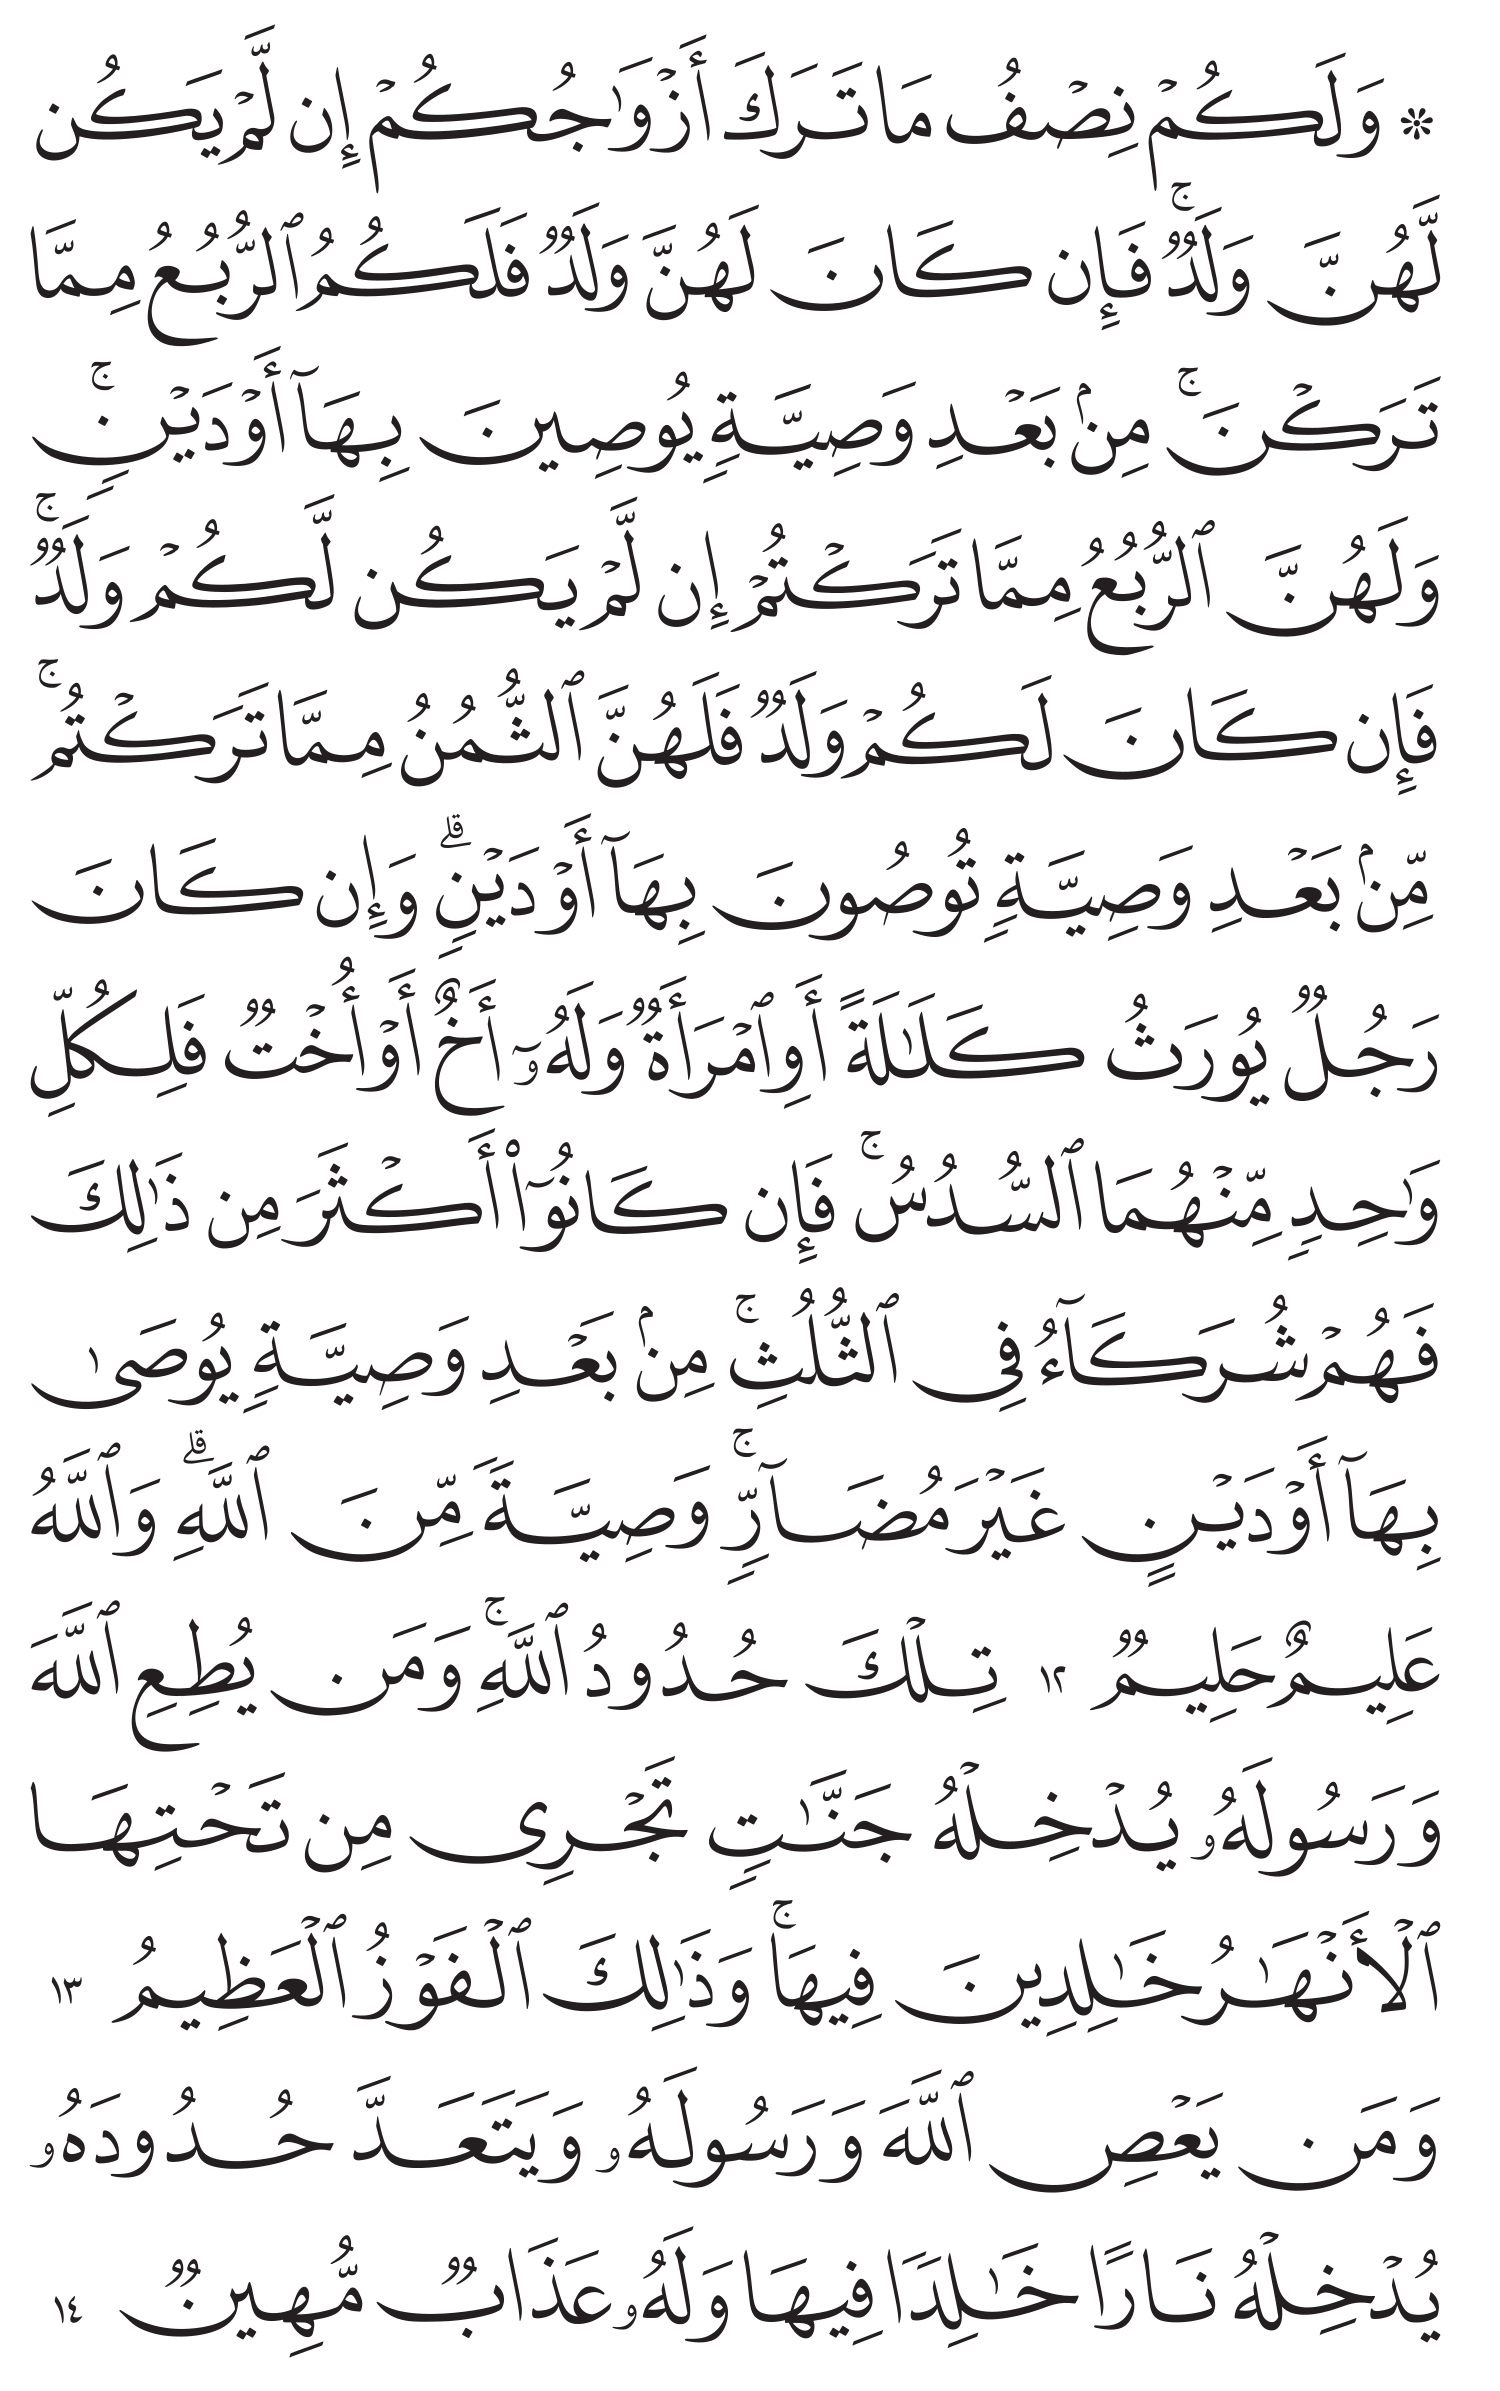 * وَلَكُمۡ نِصۡفُ مَا تَرَكَ أَزۡوَٰجُكُمۡ إِن لَّمۡ يَكُن
لَّهُنَّ وَلَدٞۚ فَإِن كَانَ لَهُنَّ وَلَدٞ فَلَكُمُ ٱلرُّبُعُ مِمَّا
تَرَكۡنَۚ مِنۢ بَعۡدِ وَصِيَّةٖ يُوصِينَ بِهَآ أَوۡ دَيۡنٖۚ
وَلَهُنَّ ٱلرُّبُعُ مِمَّا تَرَكۡتُمۡ إِن لَّمۡ يَكُن لَّكُمۡ وَلَدٞۚ
فَإِن كَانَ لَكُمۡ وَلَدٞ فَلَهُنَّ ٱلثُّمُنُ مِمَّا تَرَكۡتُمۚ
مِّنۢ بَعۡدِ وَصِيَّةٖ تُوصُونَ بِهَآ أَوۡ دَيۡنٖۗ وَإِن كَانَ
رَجُلٞ يُورَثُ كَلَٰلَةً أَوِ ٱمۡرَأَةٞ وَلَهُۥٓ أَخٌ أَوۡ أُخۡتٞ فَلِكُلِّ
وَٰحِدٖ مِّنۡهُمَا ٱلسُّدُسُۚ فَإِن كَانُوٓاْ أَكۡثَرَ مِن ذَٰلِكَ
فَهُمۡ شُرَكَآءُ فِي ٱلثُّلُثِۚ مِنۢ بَعۡدِ وَصِيَّةٖ يُوصَىٰ
بِهَآ أَوۡ دَيۡنٍ غَيۡرَ مُضَآرّٖۚ وَصِيَّةٗ مِّنَ ٱللَّهِۗ وَٱللَّهُ
عَلِيمٌ حَلِيمٞ ١٢ تِلۡكَ حُدُودُ ٱللَّهِۚ وَمَن يُطِعِ ٱللَّهَ
وَرَسُولَهُۥ يُدۡخِلۡهُ جَنَّٰتٖ تَجۡرِي مِن تَحۡتِهَا
ٱلۡأَنۡهَٰرُ خَٰلِدِينَ فِيهَاۚ وَذَٰلِكَ ٱلۡفَوۡزُ ٱلۡعَظِيمُ ١٣
وَمَن يَعۡصِ ٱللَّهَ وَرَسُولَهُۥ وَيَتَعَدَّ حُدُودَهُۥ
يُدۡخِلۡهُ نَارًا خَٰلِدٗا فِيهَا وَلَهُۥ عَذَابٞ مُّهِينٞ ١٤